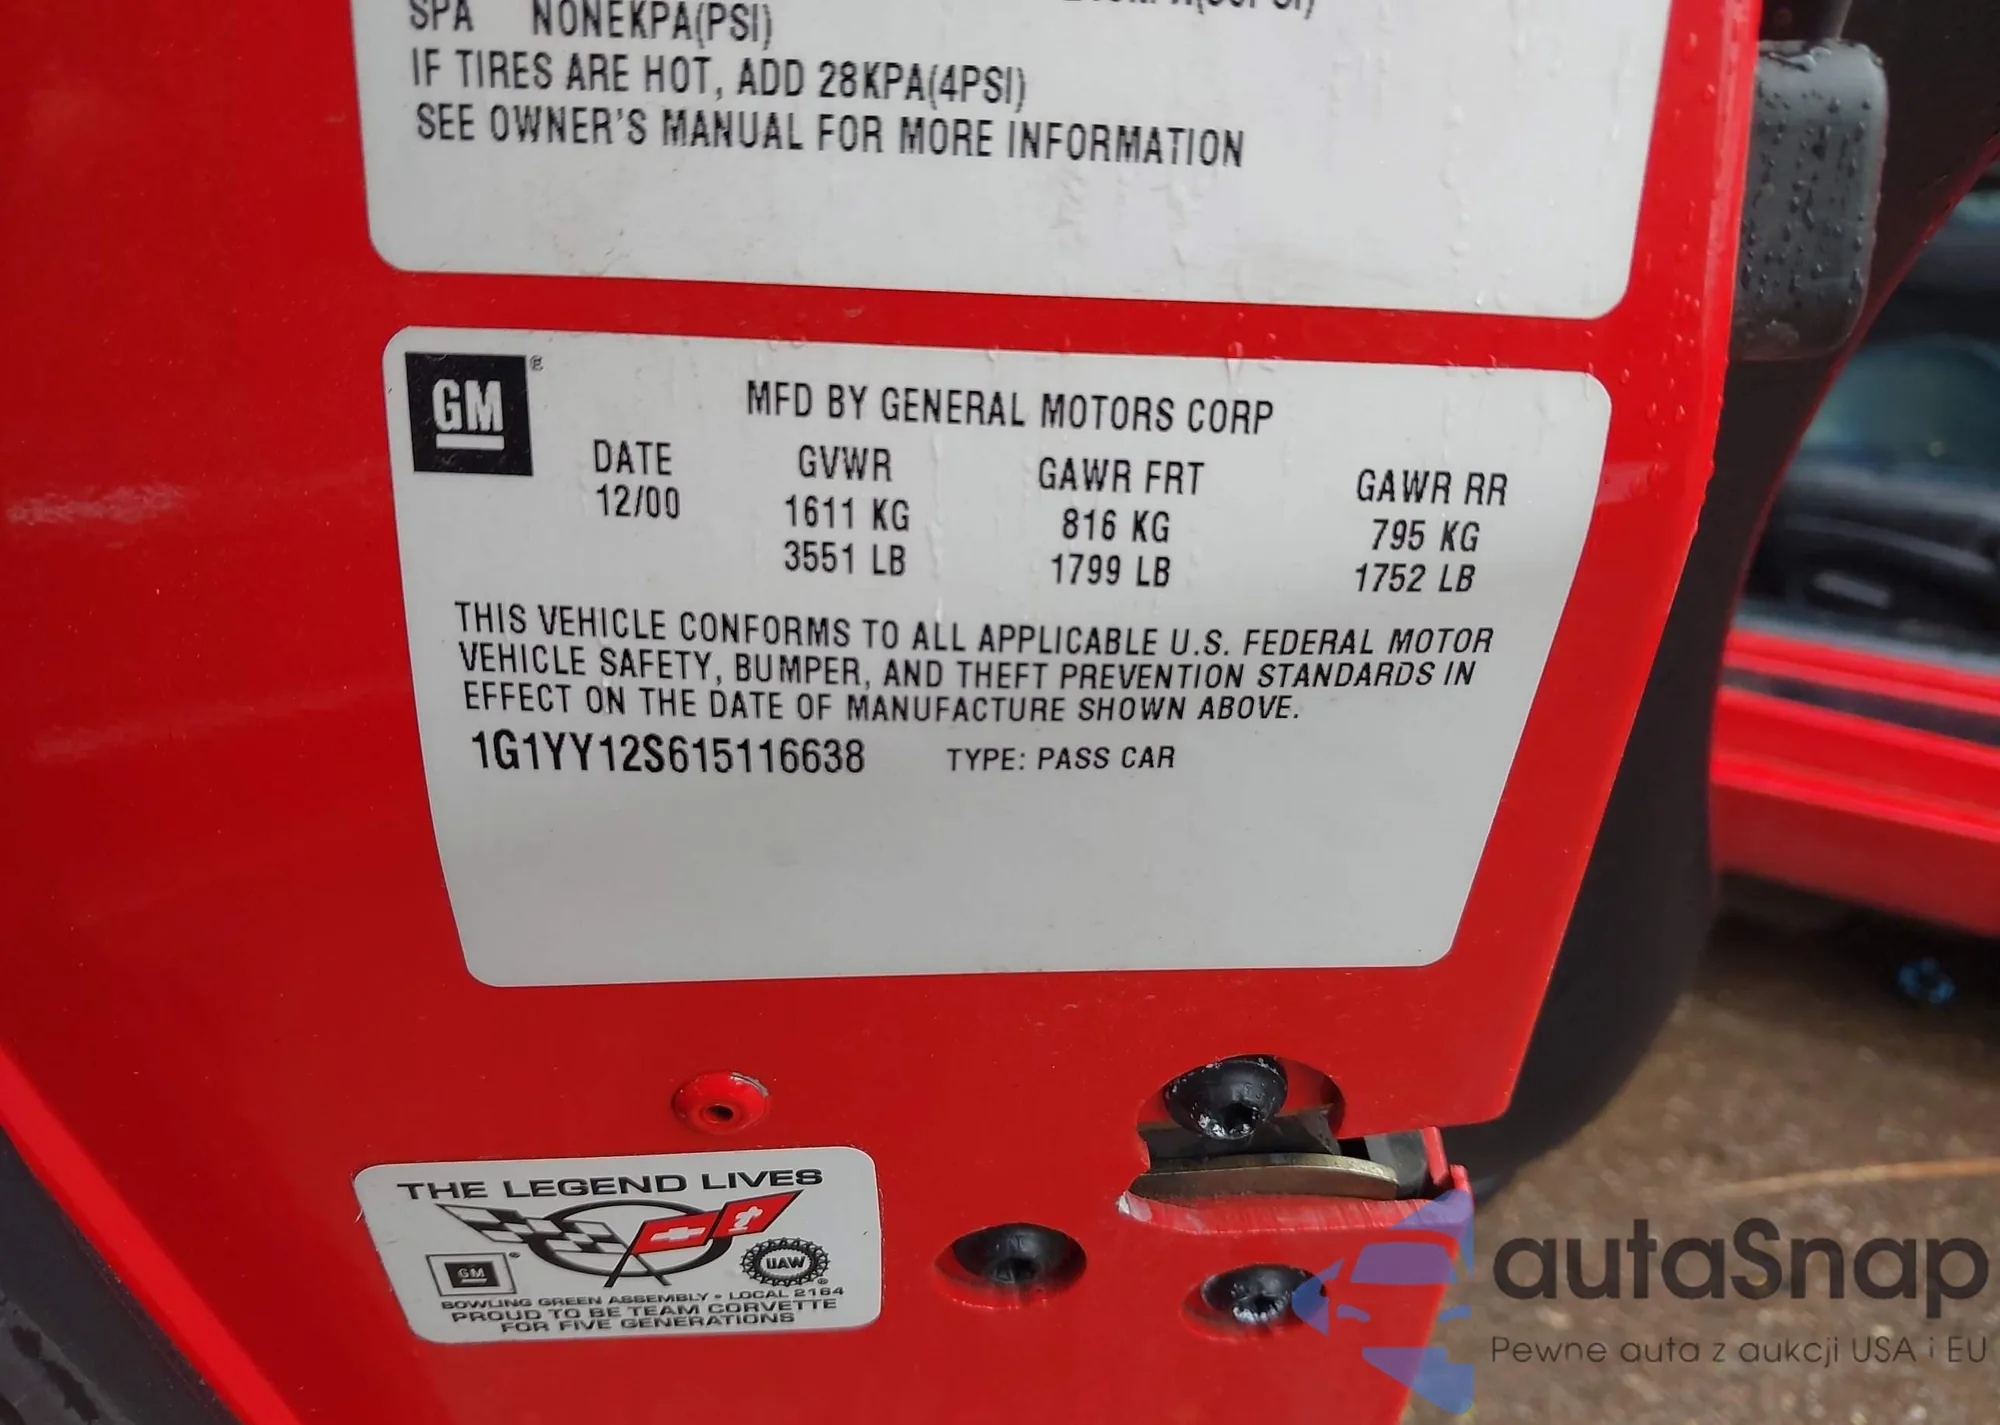 SPA NONEKPA(PSI)
IF TIRES ARE HOT, ADD 28KPA(4PSI)
SEE OWNER'S MANUAL FOR MORE INFORMATION
GM ®
MFD BY GENERAL MOTORS CORP
DATE GVWR GAWR FRT GAWR RR
12/00 1611 KG 816 KG 795 KG
3551 LB 1799 LB 1752 LB
THIS VEHICLE CONFORMS TO ALL APPLICABLE U.S. FEDERAL MOTOR
VEHICLE SAFETY, BUMPER, AND THEFT PREVENTION STANDARDS IN
EFFECT ON THE DATE OF MANUFACTURE SHOWN ABOVE.
1G1YY12S615116638 TYPE: PASS CAR
THE LEGEND LIVES
GM ® UAW ®
BOWLING GREEN ASSEMBLY • LOCAL 2164
PROUD TO BE TEAM CORVETTE
FOR FIVE GENERATIONS
autaSnap
Pewne auta z aukcji USA i EU